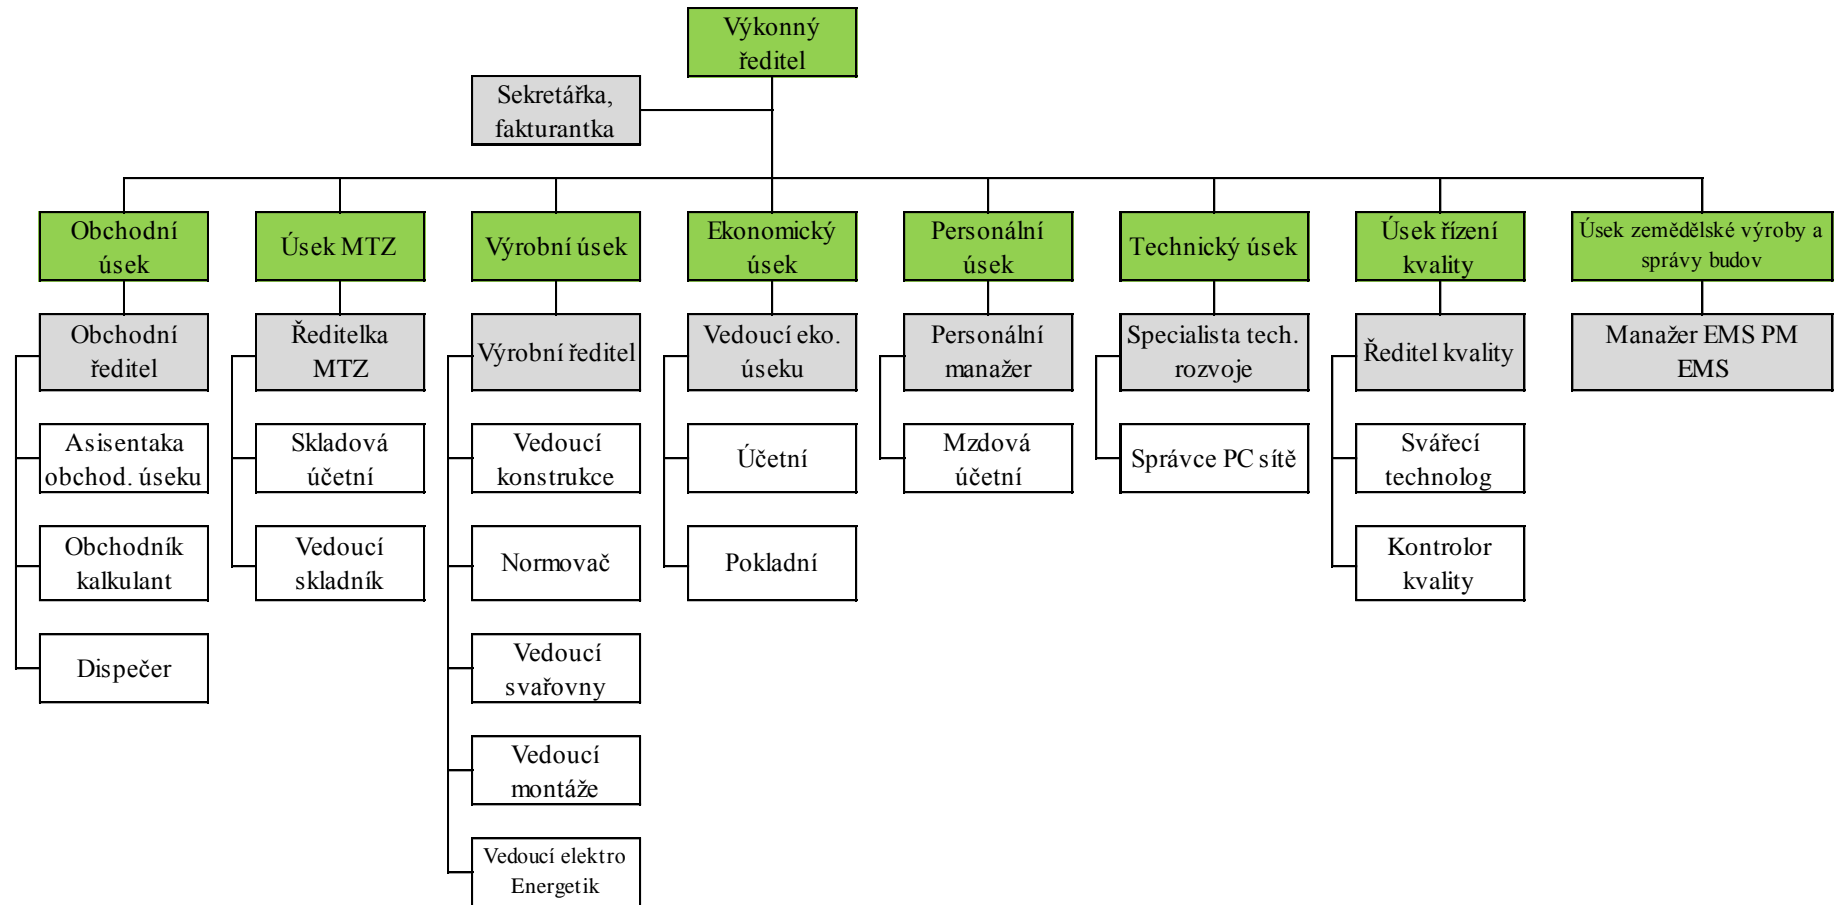 Výkonný
ředitel
Sekretářka,
fakturantka
Obchodní
úsek
Úsek MTZ
Výrobní úsek
Ekonomický
úsek
Personální
úsek
Technický úsek
Úsek řízení
kvality
Úsek zemědělské výroby a
správy budov
Obchodní
ředitel
Ředitelka
MTZ
Výrobní ředitel
Vedoucí eko.
úseku
Personální
manažer
Specialista tech.
rozvoje
Ředitel kvality
Manažer EMS PM
EMS
Asisentaka
obchod. úseku
Skladová
účetní
Vedoucí
konstrukce
Účetní
Mzdová
účetní
Správce PC sítě
Svářecí
technolog
Obchodník
kalkulant
Vedoucí
skladník
Normovač
Pokladní
Kontrolor
kvality
Dispečer
Vedoucí
svařovny
Vedoucí
montáže
Vedoucí elektro
Energetik